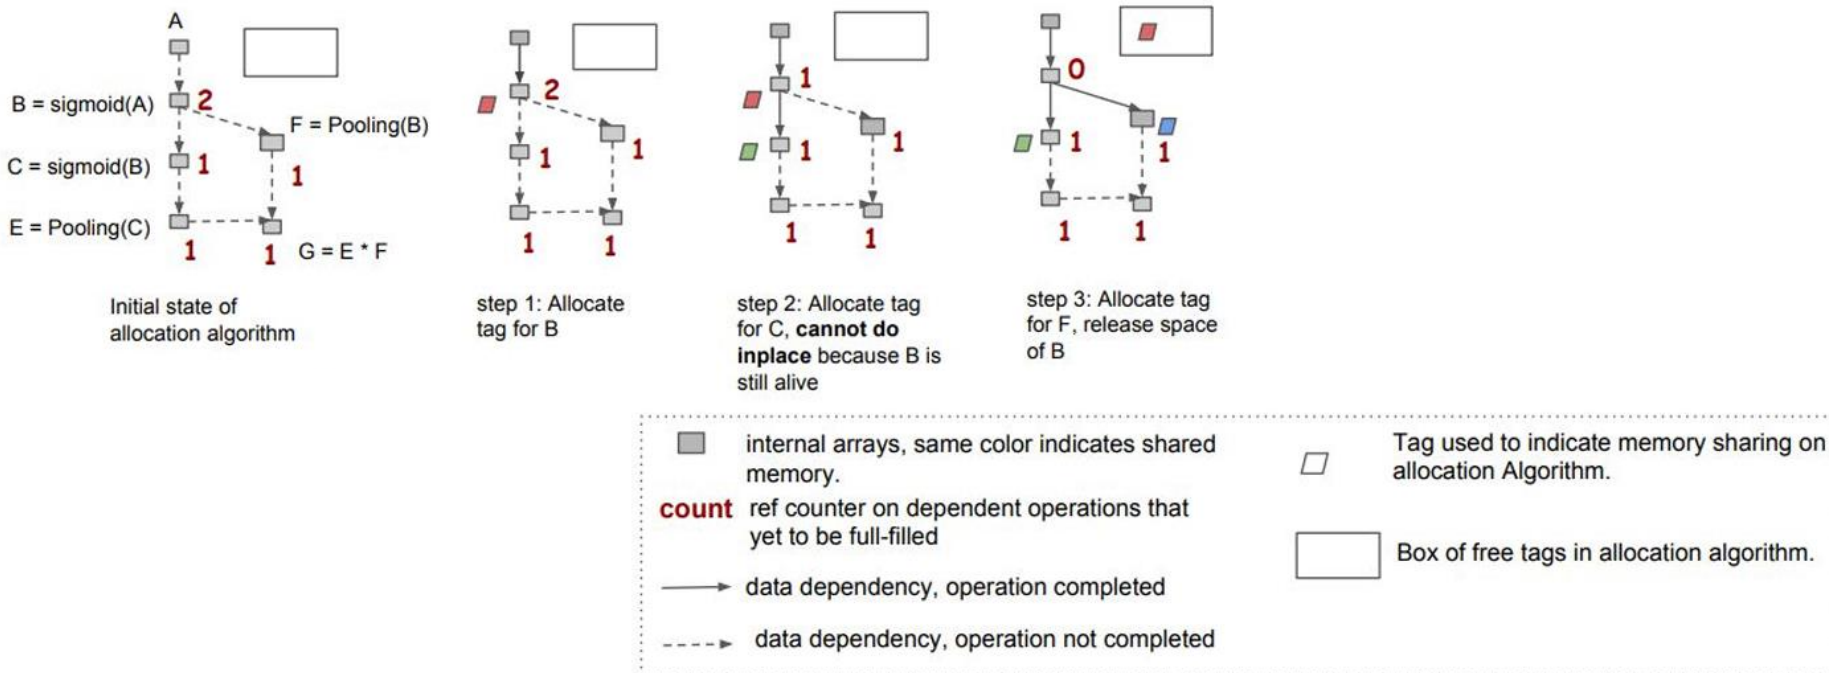 A
B = sigmoid(A)
2
F = Pooling(B)
C = sigmoid(B)
1
1
E = Pooling(C)
1
1
G = E * F
Initial state of
allocation algorithm
2
1
1
1
1
step 1: Allocate
tag for B
1
1
1
1
1
step 2: Allocate tag
for C, cannot do
inplace because B is
still alive
0
1
1
1
1
step 3: Allocate tag
for F, release space
of B
internal arrays, same color indicates shared
memory.
count ref counter on dependent operations that
yet to be full-filled
data dependency, operation completed
data dependency, operation not completed
Tag used to indicate memory sharing on
allocation Algorithm.
Box of free tags in allocation algorithm.